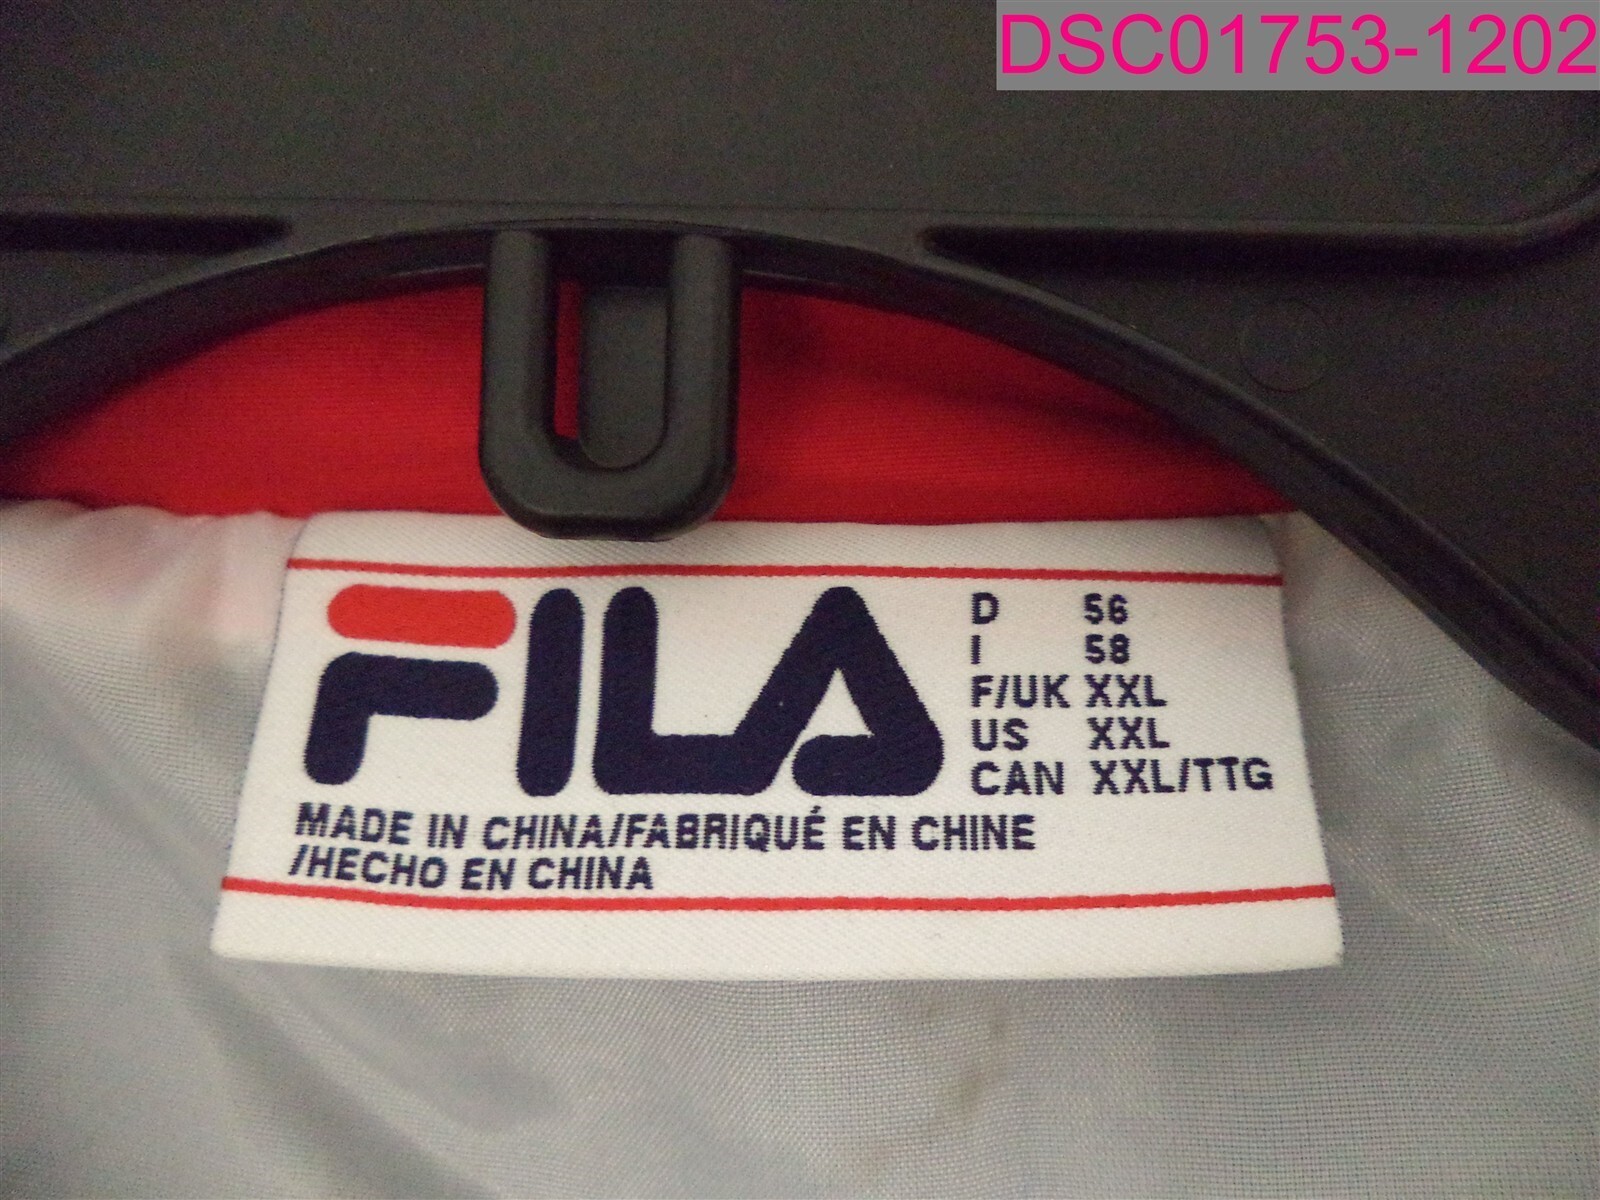 DSC01753-1202
FILA
D 56
I 58
F/UK XXL
US XXL
CAN XXL/TTG
MADE IN CHINA/FABRIQUÉ EN CHINE
/HECHO EN CHINA